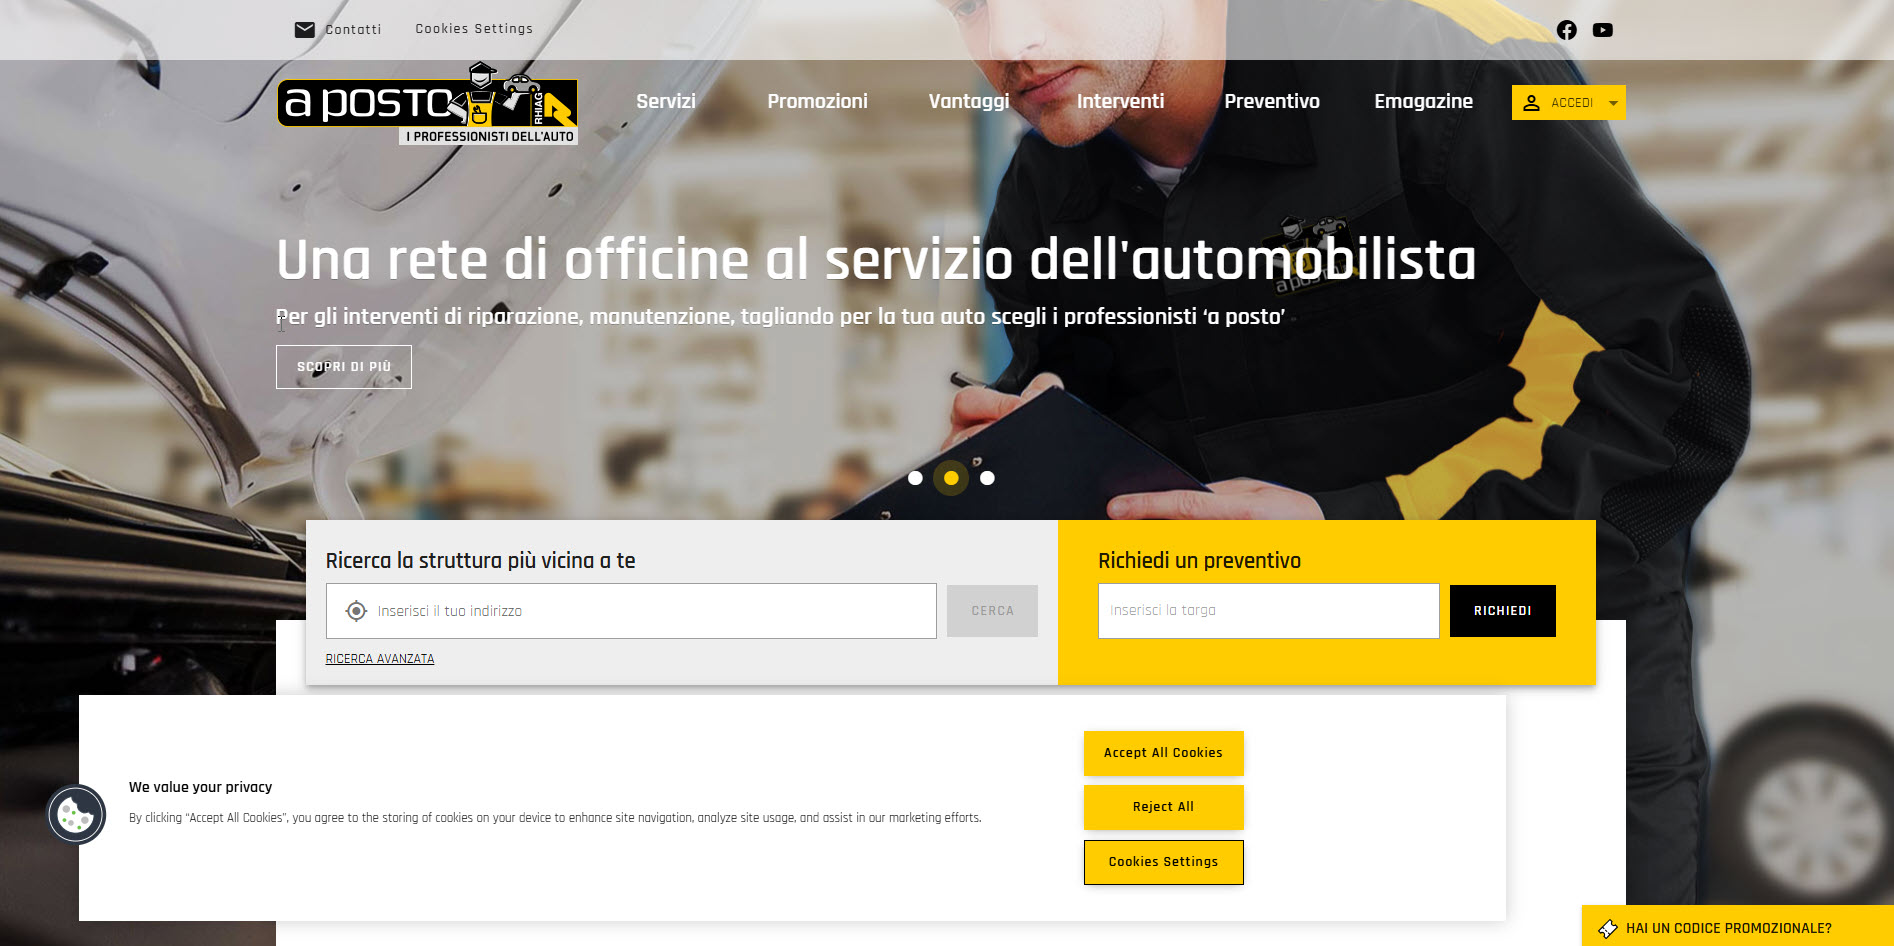 Contatti
Cookies Settings
a posto
RHIAG
I PROFESSIONISTI DELL'AUTO
Servizi
Promozioni
Vantaggi
Interventi
Preventivo
Emagazine
ACCEDI
Una rete di officine al servizio dell'automobilista
Per gli interventi di riparazione, manutenzione, tagliando per la tua auto scegli i professionisti ‘a posto’
SCOPRI DI PIÙ
a posto
Ricerca la struttura più vicina a te
Inserisci il tuo indirizzo
CERCA
RICERCA AVANZATA
Richiedi un preventivo
Inserisci la targa
RICHIEDI
We value your privacy
By clicking “Accept All Cookies”, you agree to the storing of cookies on your device to enhance site navigation, analyze site usage, and assist in our marketing efforts.
Accept All Cookies
Reject All
Cookies Settings
HAI UN CODICE PROMOZIONALE?